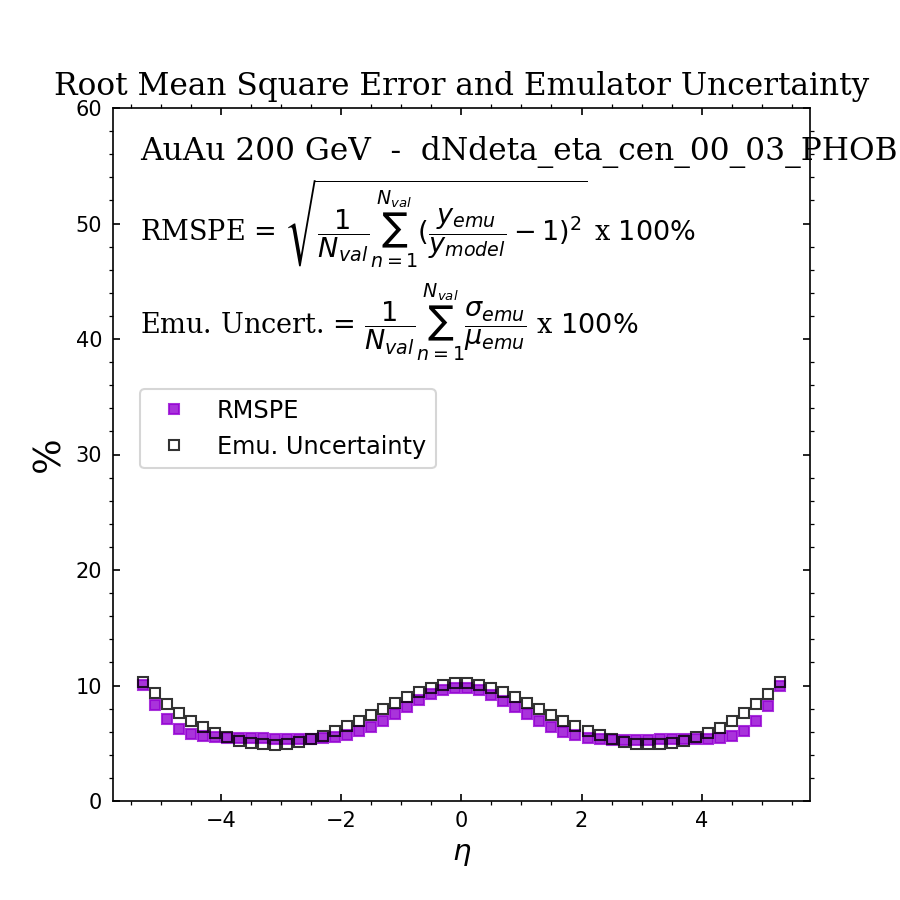 Root Mean Square Error and Emulator Uncertainty
AuAu 200 GeV - dNdeta_eta_cen_00_03_PHOB
RMSPE = √(1/N_val ∑_{n=1}^{N_val} (y_emu/y_model − 1)²) x 100%
Emu. Uncert. = 1/N_val ∑_{n=1}^{N_val} σ_emu/μ_emu x 100%
RMSPE
Emu. Uncertainty
%
60
50
40
30
20
10
0
−4 −2 0 2 4
η